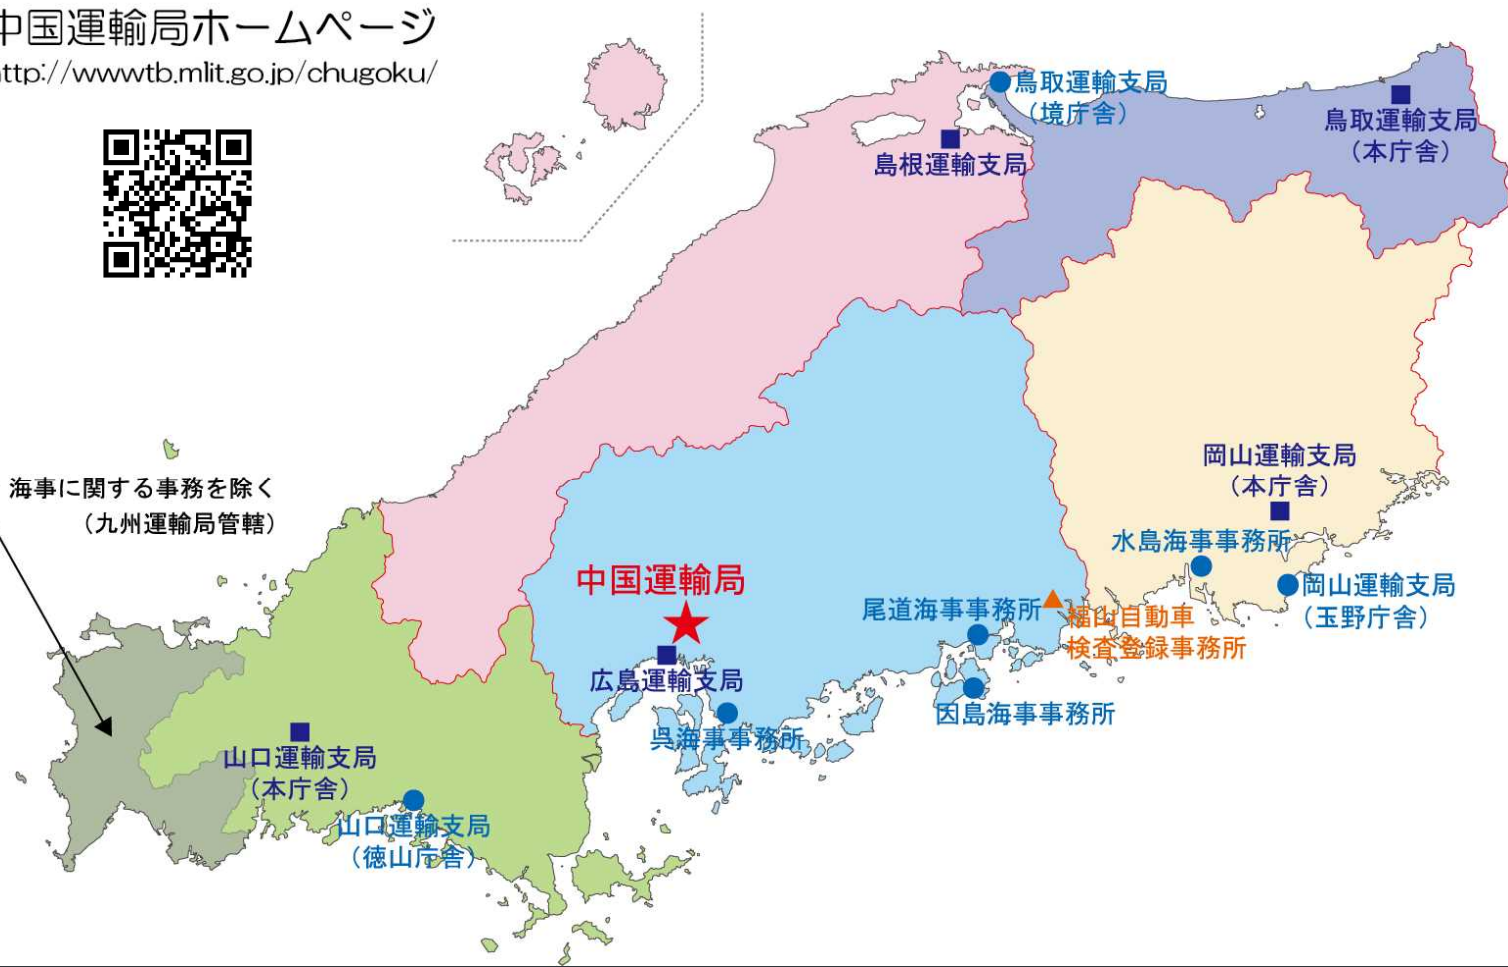 中国運輸局ホームページ
http://wwwtb.mlit.go.jp/chugoku/
鳥取運輸支局
（境庁舎）
鳥取運輸支局
（本庁舎）
島根運輸支局
岡山運輸支局
（本庁舎）
水島海事事務所
岡山運輸支局
（玉野庁舎）
海事に関する事務を除く
（九州運輸局管轄）
中国運輸局
広島運輸支局
呉海事事務所
尾道海事事務所
因島海事事務所
福山自動車
検査登録事務所
山口運輸支局
（本庁舎）
山口運輸支局
（徳山庁舎）